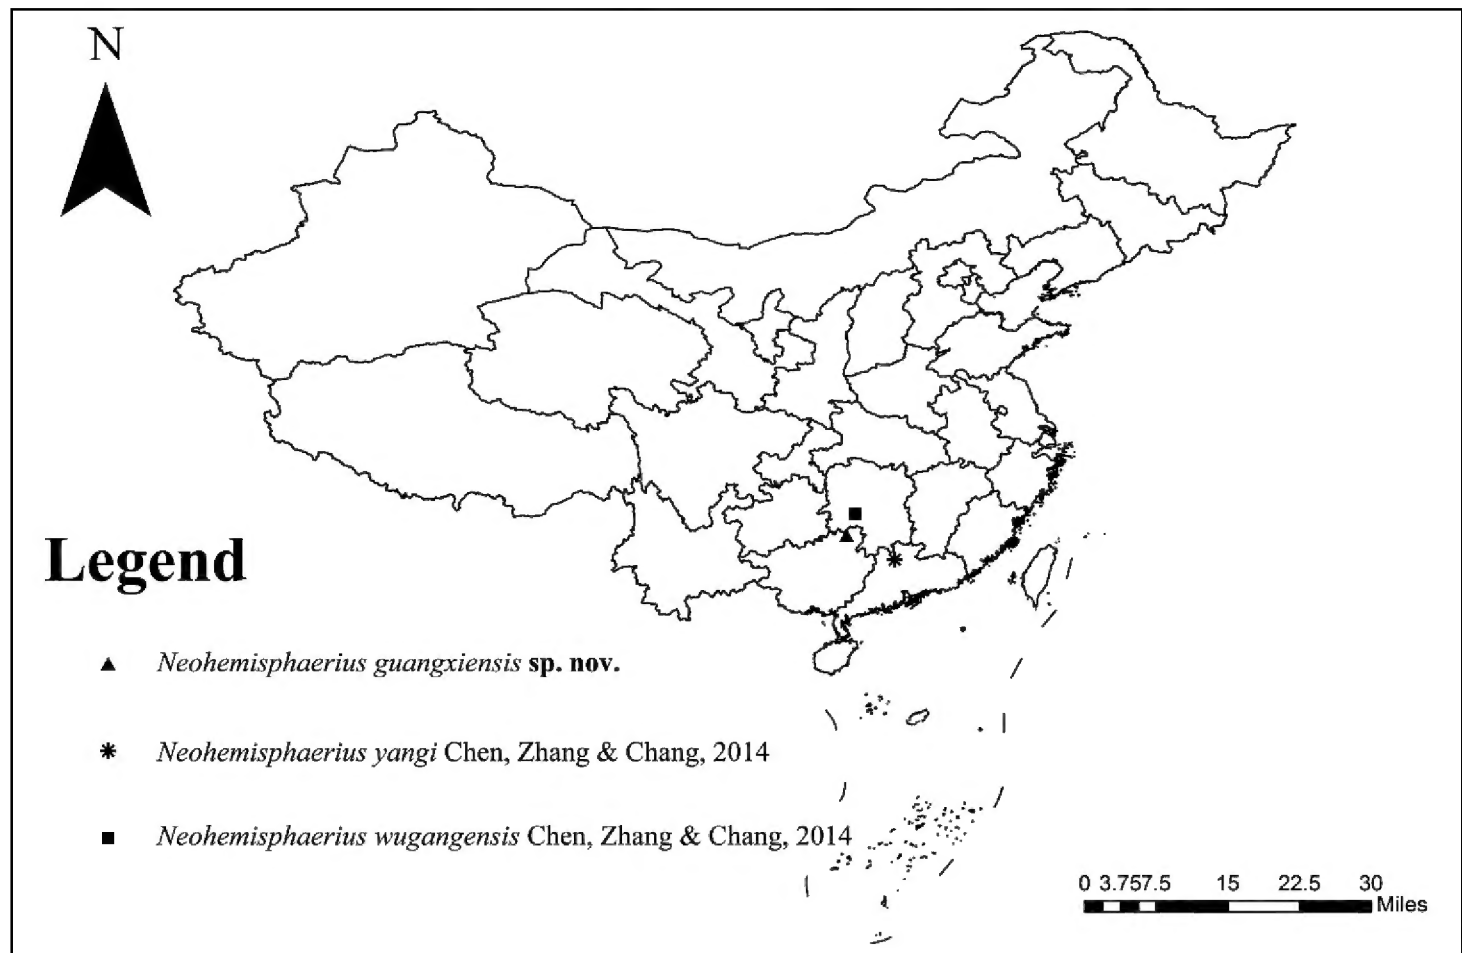 N
Legend
Neohemisphaerius guangxiensis sp. nov.
Neohemisphaerius yangi Chen, Zhang & Chang, 2014
Neohemisphaerius wugangensis Chen, Zhang & Chang, 2014
0 3.757.5 15 22.5 30
Miles